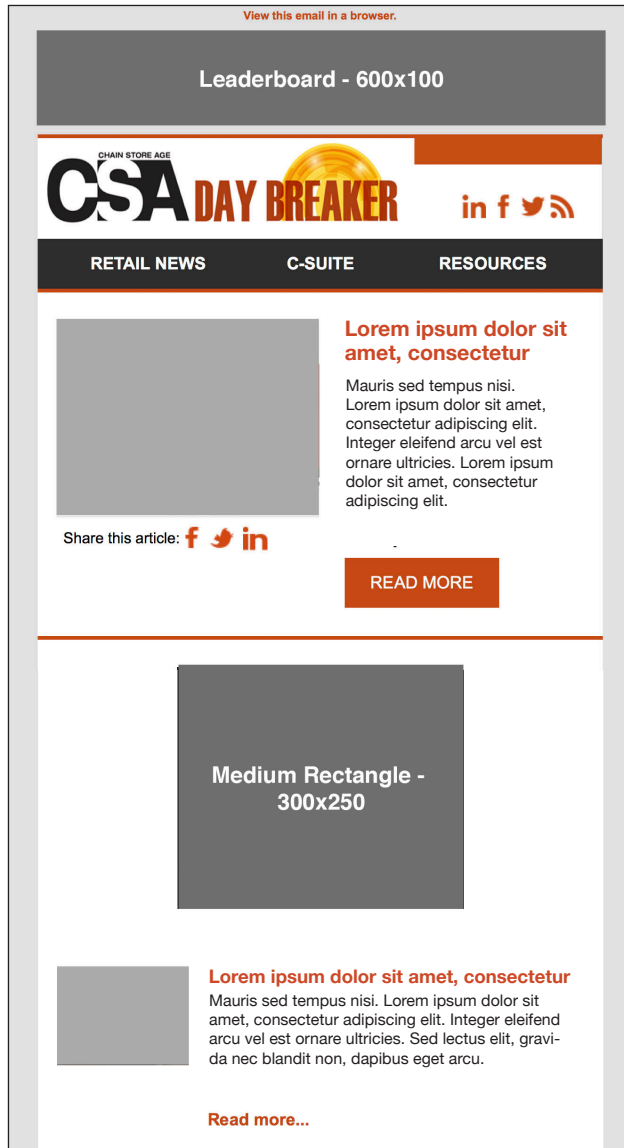 View this email in a browser.
Leaderboard - 600x100
CHAIN STORE AGE
CSA DAY BREAKER
in f
RETAIL NEWS C-SUITE RESOURCES
Lorem ipsum dolor sit
amet, consectetur
Mauris sed tempus nisi.
Lorem ipsum dolor sit amet,
consectetur adipiscing elit.
Integer eleifend arcu vel est
ornare ultricies. Lorem ipsum
dolor sit amet, consectetur
adipiscing elit.
Share this article: f in
-
READ MORE
Medium Rectangle -
300x250
Lorem ipsum dolor sit amet, consectetur
Mauris sed tempus nisi. Lorem ipsum dolor sit
amet, consectetur adipiscing elit. Integer eleifend
arcu vel est ornare ultricies. Sed lectus elit, gravi-
da nec blandit non, dapibus eget arcu.
Read more...